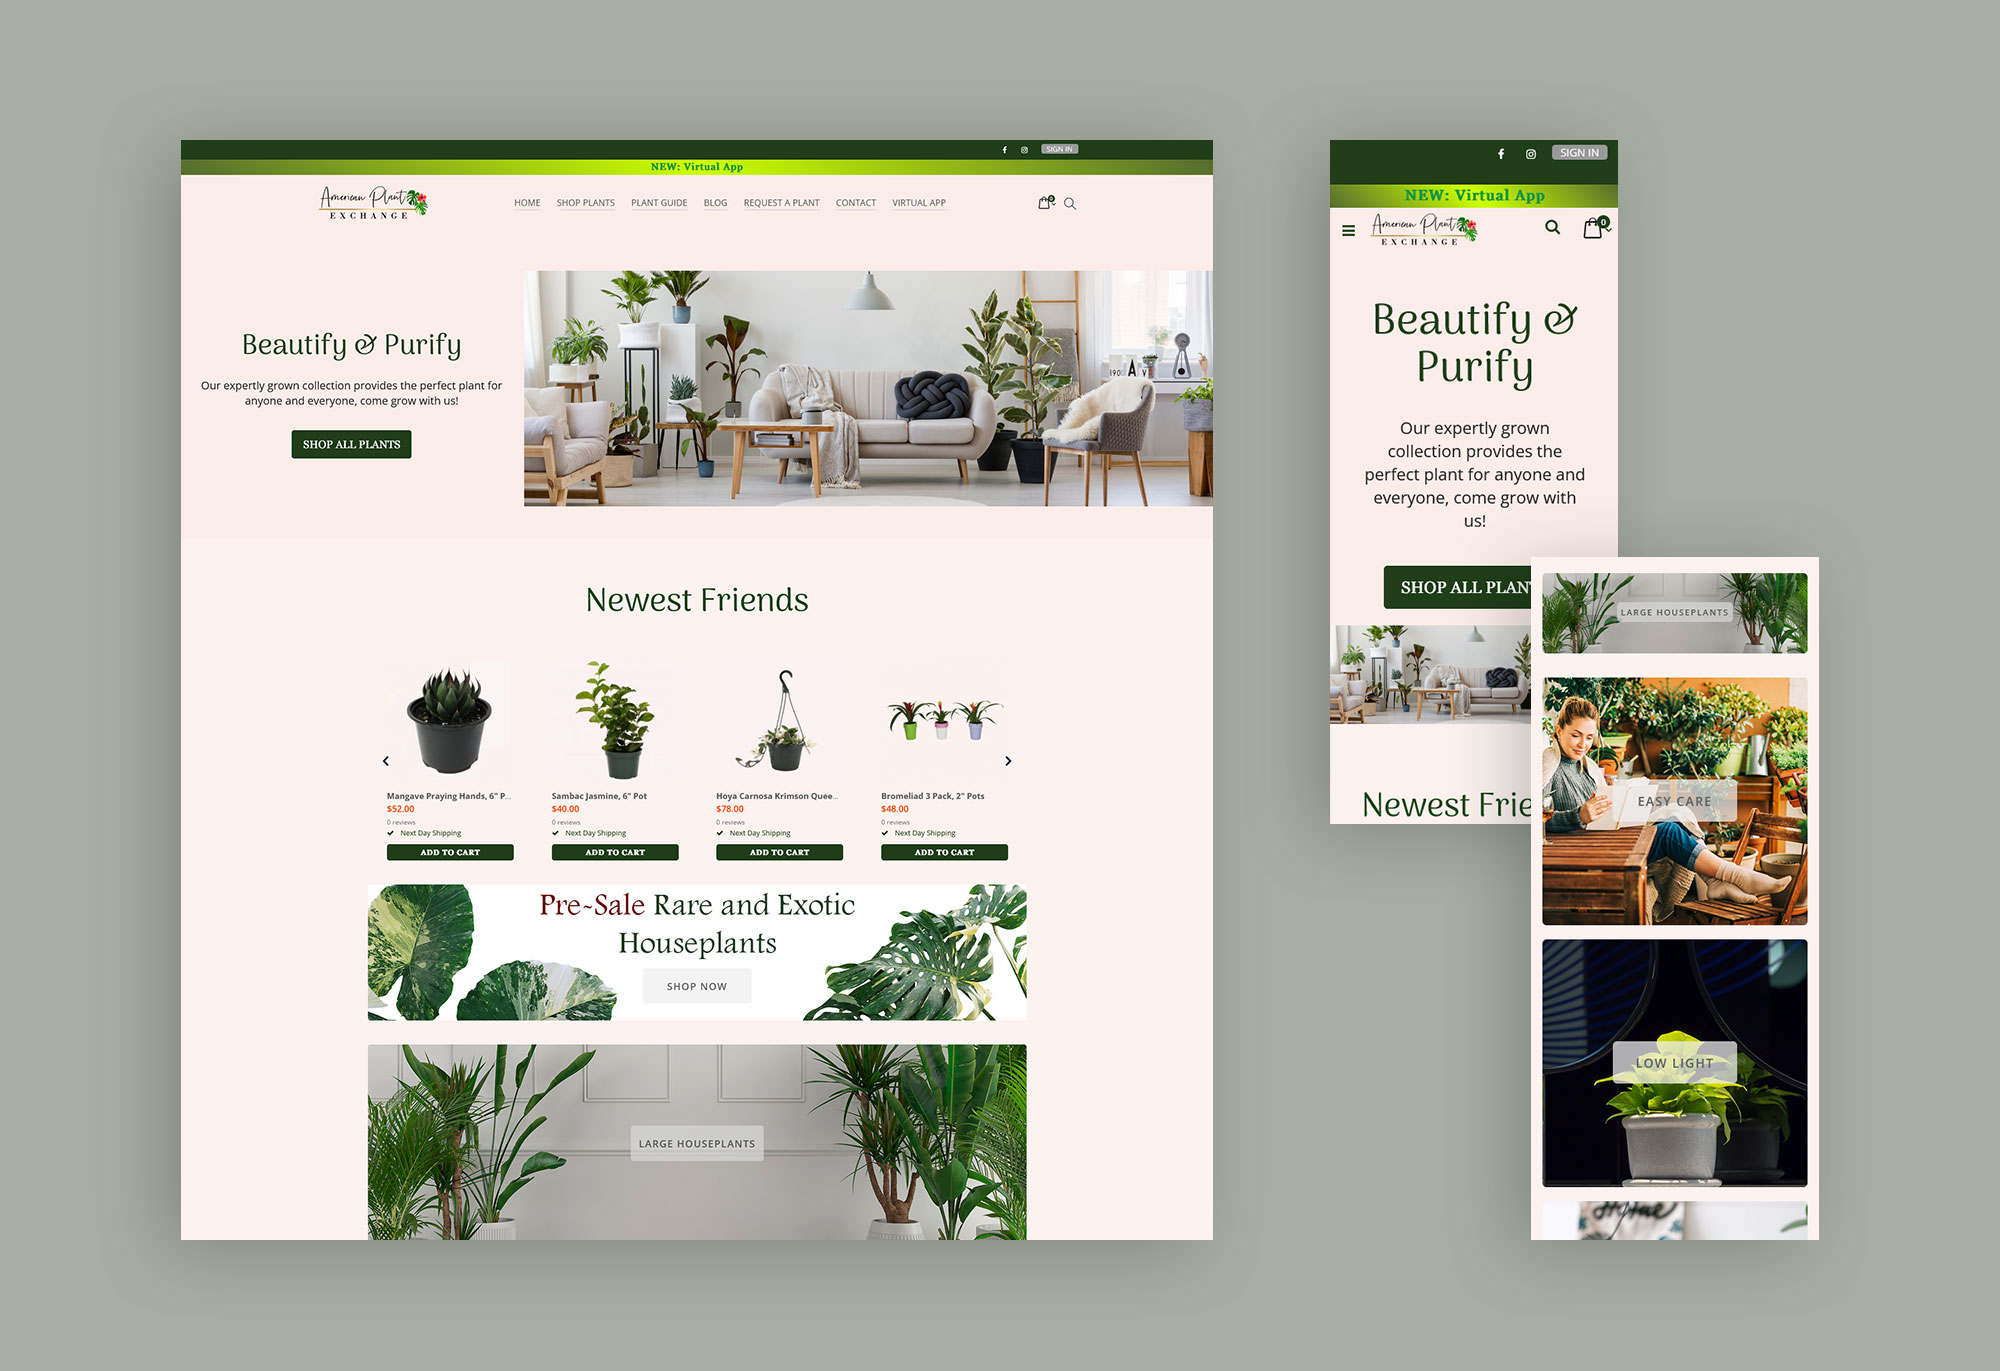 SIGN IN
NEW: Virtual App
American Plant
EXCHANGE
HOME SHOP PLANTS PLANT GUIDE BLOG REQUEST A PLANT CONTACT VIRTUAL APP
0
Beautify & Purify
Our expertly grown collection provides the perfect plant for
anyone and everyone, come grow with us!
SHOP ALL PLANTS
A
Newest Friends
Mangave Praying Hands, 6" P...
$52.00
0 reviews
Next Day Shipping
ADD TO CART
Sambac Jasmine, 6" Pot
$40.00
0 reviews
Next Day Shipping
ADD TO CART
Hoya Carnosa Krimson Quee...
$78.00
0 reviews
Next Day Shipping
ADD TO CART
Bromeliad 3 Pack, 2" Pots
$48.00
0 reviews
Next Day Shipping
ADD TO CART
Pre-Sale Rare and Exotic
Houseplants
SHOP NOW
LARGE HOUSEPLANTS
SIGN IN
NEW: Virtual App
American Plant
EXCHANGE
0
Beautify &
Purify
Our expertly grown
collection provides the
perfect plant for anyone and
everyone, come grow with
us!
SHOP ALL PLANT
Newest Frie
LARGE HOUSEPLANTS
EASY CARE
LOW LIGHT